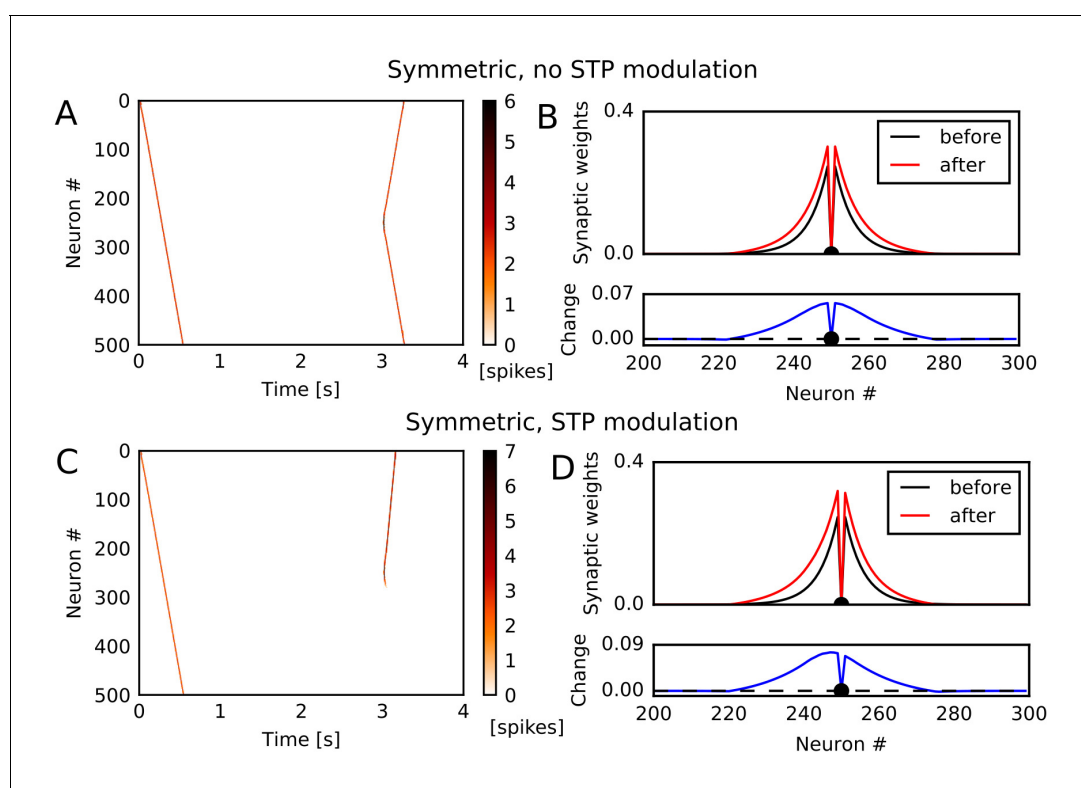 Symmetric, no STP modulation
A
Neuron #
0
100
200
300
400
500
0 1 2 3 4
Time [s]
6
5
4
3
2
1
0
[spikes]
B
Synaptic weights
0.4
0.0
before
after
Change
0.07
0.00
200 220 240 260 280 300
Neuron #
Symmetric, STP modulation
C
Neuron #
0
100
200
300
400
500
0 1 2 3 4
Time [s]
7
6
5
4
3
2
1
0
[spikes]
D
Synaptic weights
0.4
0.0
before
after
Change
0.09
0.00
200 220 240 260 280 300
Neuron #